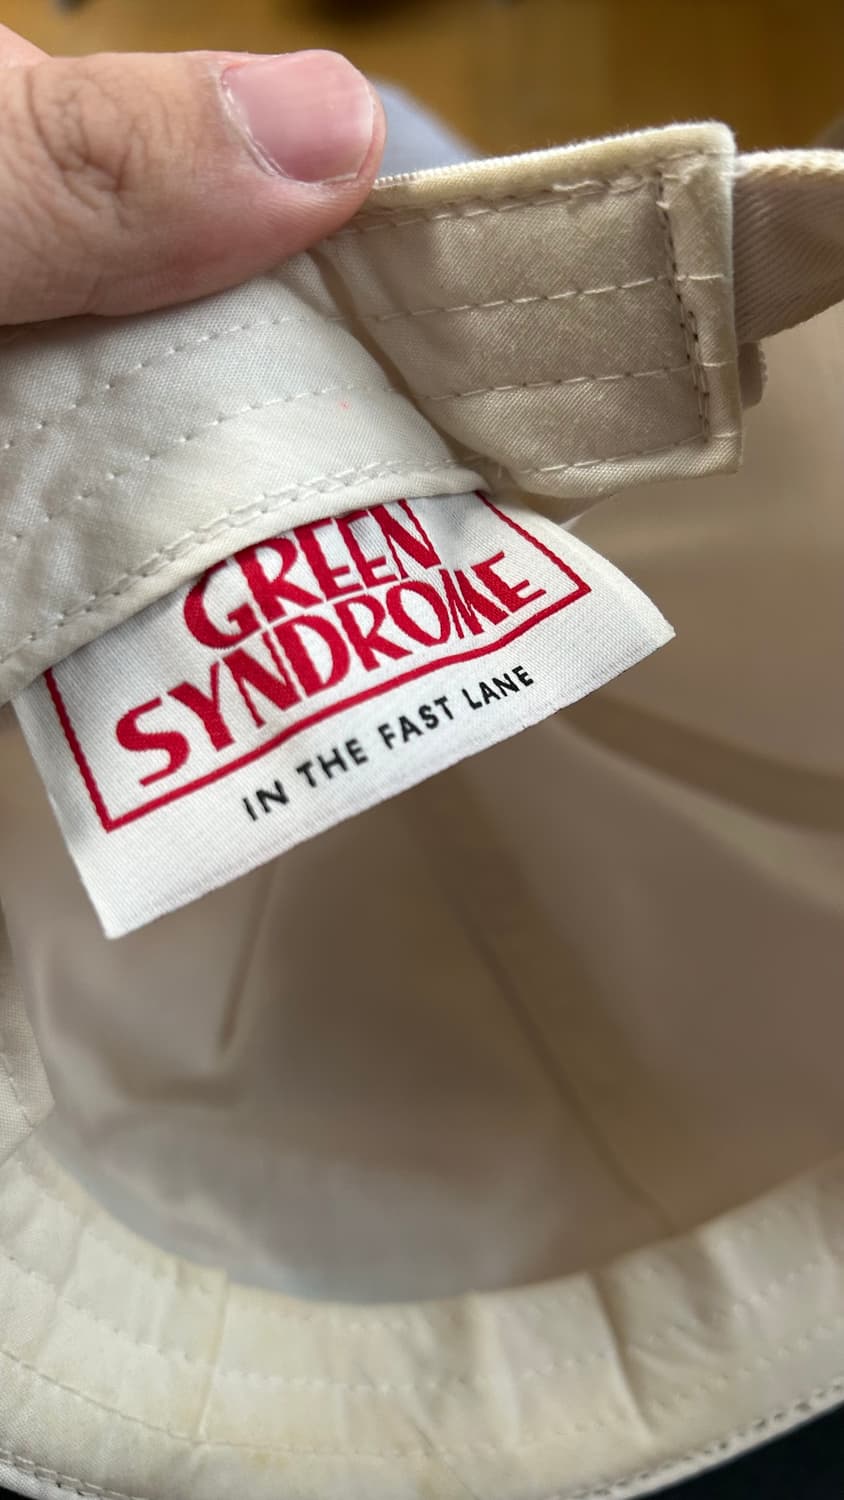 GREEN
SYNDROME
IN THE FAST LANE